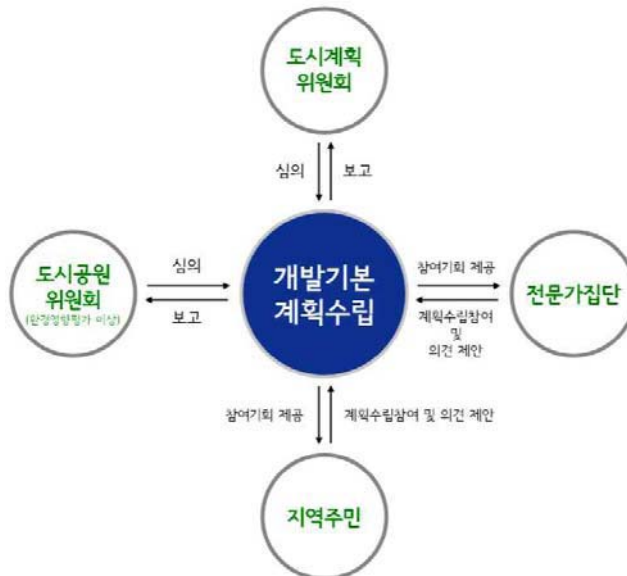 도시계획
위원회
심의
보고
도시공원
위원회
(환경영향평가 이상)
심의
보고
개발기본
계획수립
참여기회 제공
계획수립참여
및
의견 제안
전문가집단
참여기회 제공
계획수립참여 및 의견 제안
지역주민